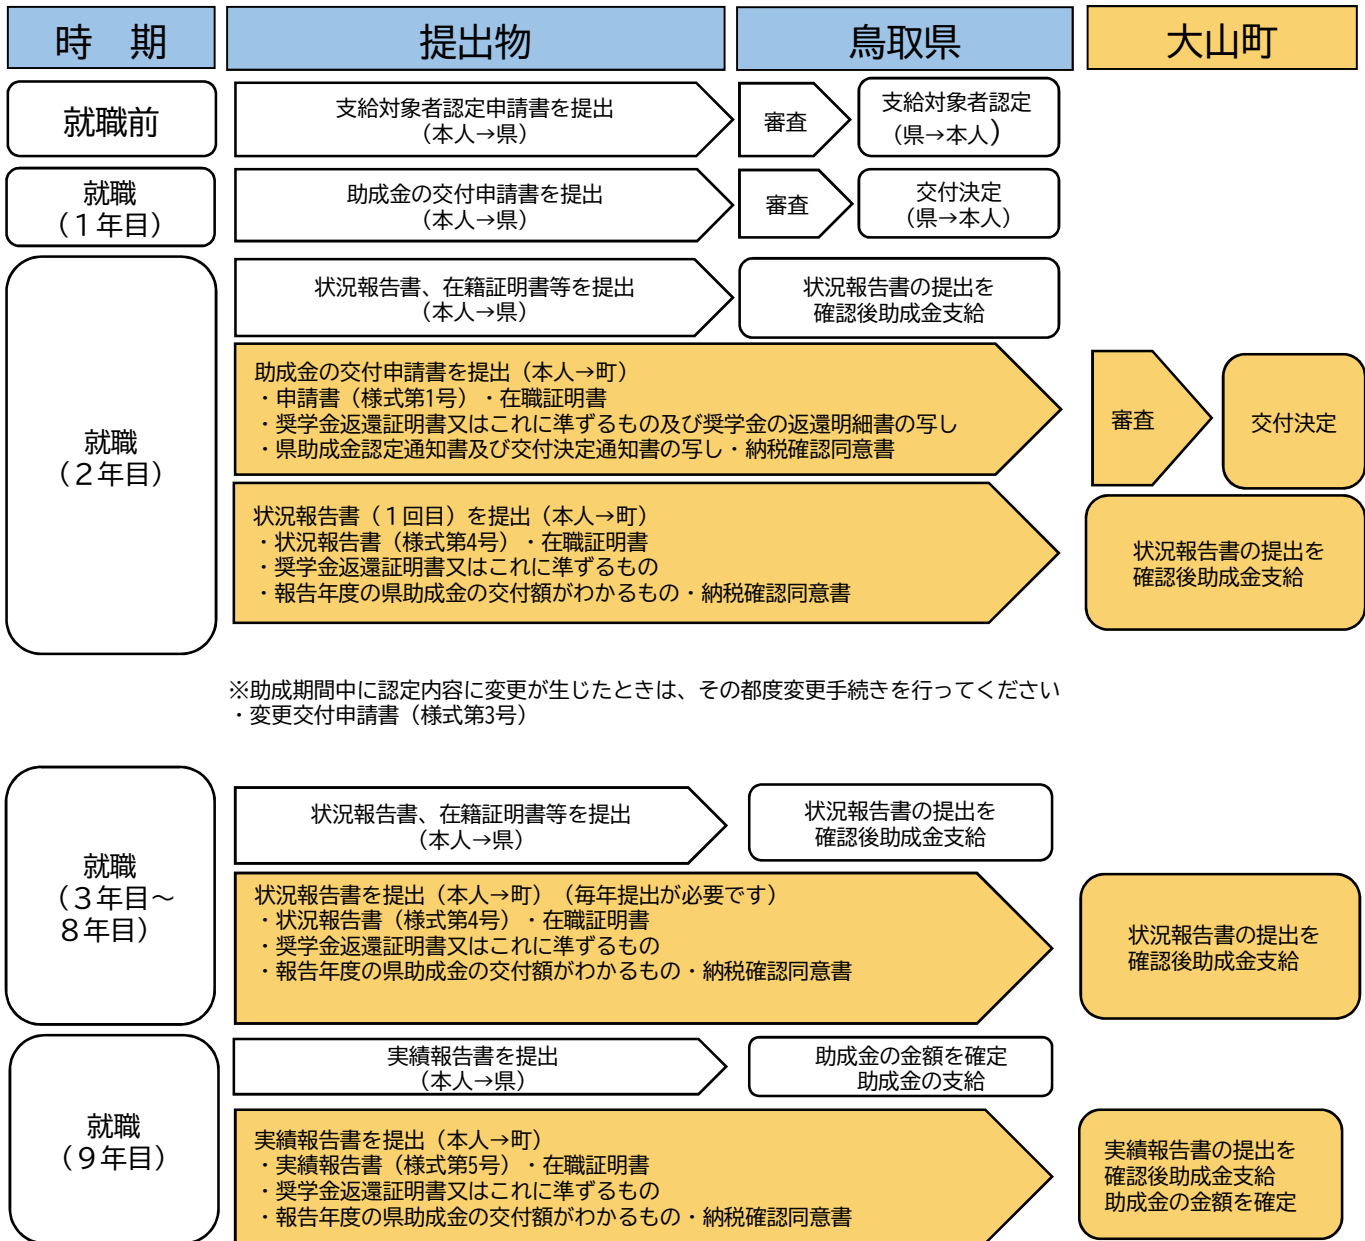 時　期
提出物
鳥取県
大山町
就職前
支給対象者認定申請書を提出
（本人→県）
審査
支給対象者認定
（県→本人）
就職
（１年目）
助成金の交付申請書を提出
（本人→県）
審査
交付決定
（県→本人）
就職
（２年目）
状況報告書、在籍証明書等を提出
（本人→県）
状況報告書の提出を
確認後助成金支給
助成金の交付申請書を提出（本人→町）
・申請書（様式第1号）・在職証明書
・奨学金返還証明書又はこれに準ずるもの及び奨学金の返還明細書の写し
・県助成金認定通知書及び交付決定通知書の写し・納税確認同意書
審査
交付決定
状況報告書（１回目）を提出（本人→町）
・状況報告書（様式第4号）・在職証明書
・奨学金返還証明書又はこれに準ずるもの
・報告年度の県助成金の交付額がわかるもの・納税確認同意書
状況報告書の提出を
確認後助成金支給
※助成期間中に認定内容に変更が生じたときは、その都度変更手続きを行ってください
・変更交付申請書（様式第3号）
就職
（３年目～
８年目）
状況報告書、在籍証明書等を提出
（本人→県）
状況報告書の提出を
確認後助成金支給
状況報告書を提出（本人→町）（毎年提出が必要です）
・状況報告書（様式第4号）・在職証明書
・奨学金返還証明書又はこれに準ずるもの
・報告年度の県助成金の交付額がわかるもの・納税確認同意書
状況報告書の提出を
確認後助成金支給
就職
（９年目）
実績報告書を提出
（本人→県）
助成金の金額を確定
助成金の支給
実績報告書を提出（本人→町）
・実績報告書（様式第5号）・在職証明書
・奨学金返還証明書又はこれに準ずるもの
・報告年度の県助成金の交付額がわかるもの・納税確認同意書
実績報告書の提出を
確認後助成金支給
助成金の金額を確定